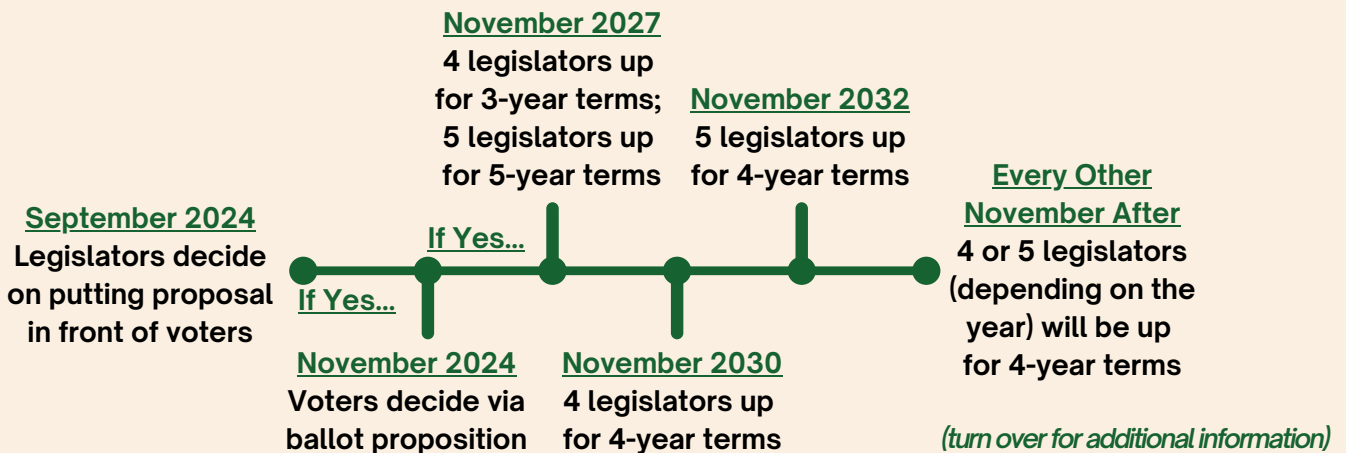 September 2024
Legislators decide
on putting proposal
in front of voters
If Yes...
November 2024
Voters decide via
ballot proposition
If Yes...
November 2027
4 legislators up
for 3-year terms;
5 legislators up
for 5-year terms
November 2030
4 legislators up
for 4-year terms
November 2032
5 legislators up
for 4-year terms
Every Other
November After
4 or 5 legislators
(depending on the
year) will be up
for 4-year terms
(turn over for additional information)